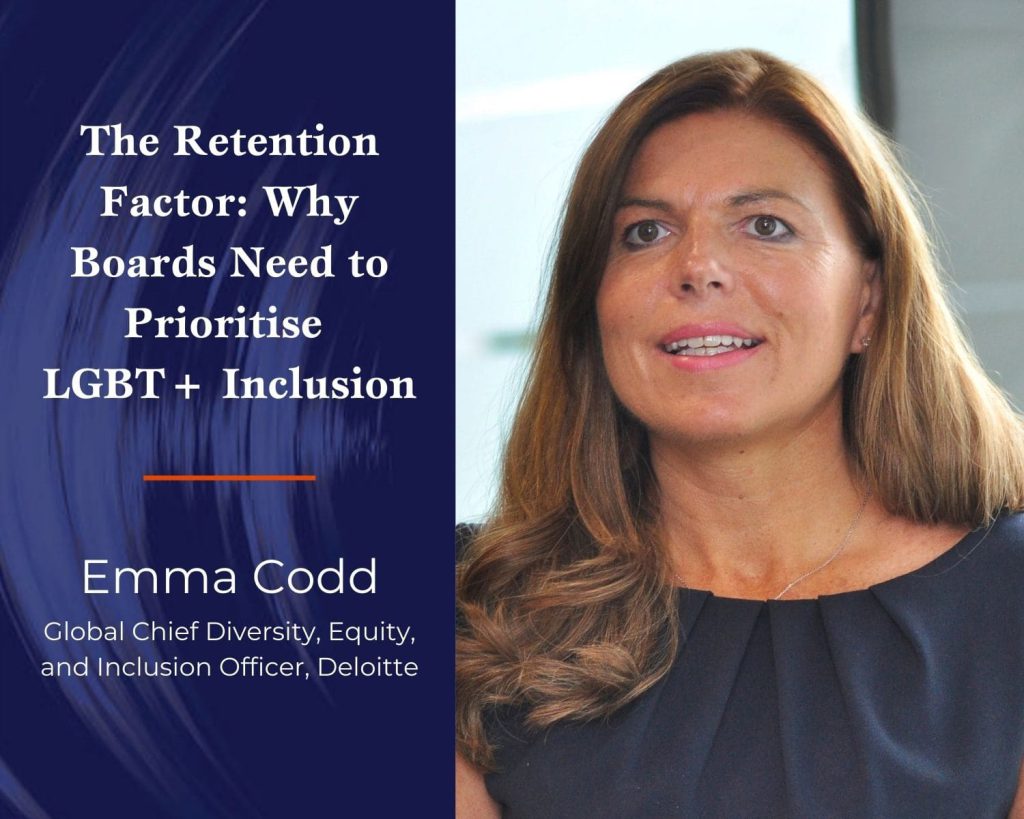 The Retention
Factor: Why
Boards Need to
Prioritise
LGBT+ Inclusion
Emma Codd
Global Chief Diversity, Equity,
and Inclusion Officer, Deloitte